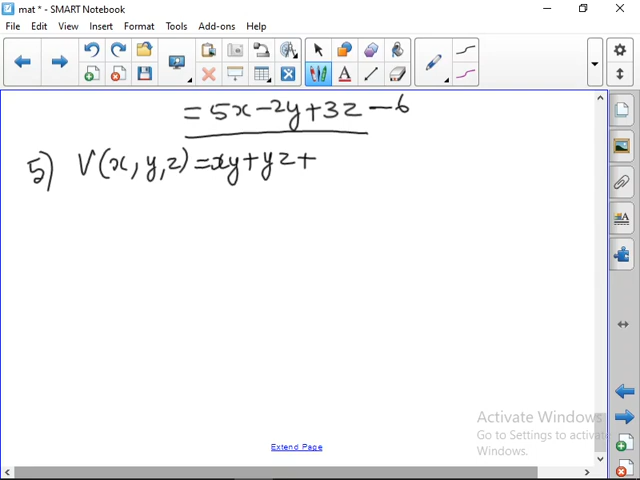 mat * - SMART Notebook
File Edit View Insert Format Tools Add-ons Help
= 5x - 2y + 3z - 6
5) V(x, y, z) = xy + yz +
Activate Windows
Go to Settings to activate
Windows.
Extend Page